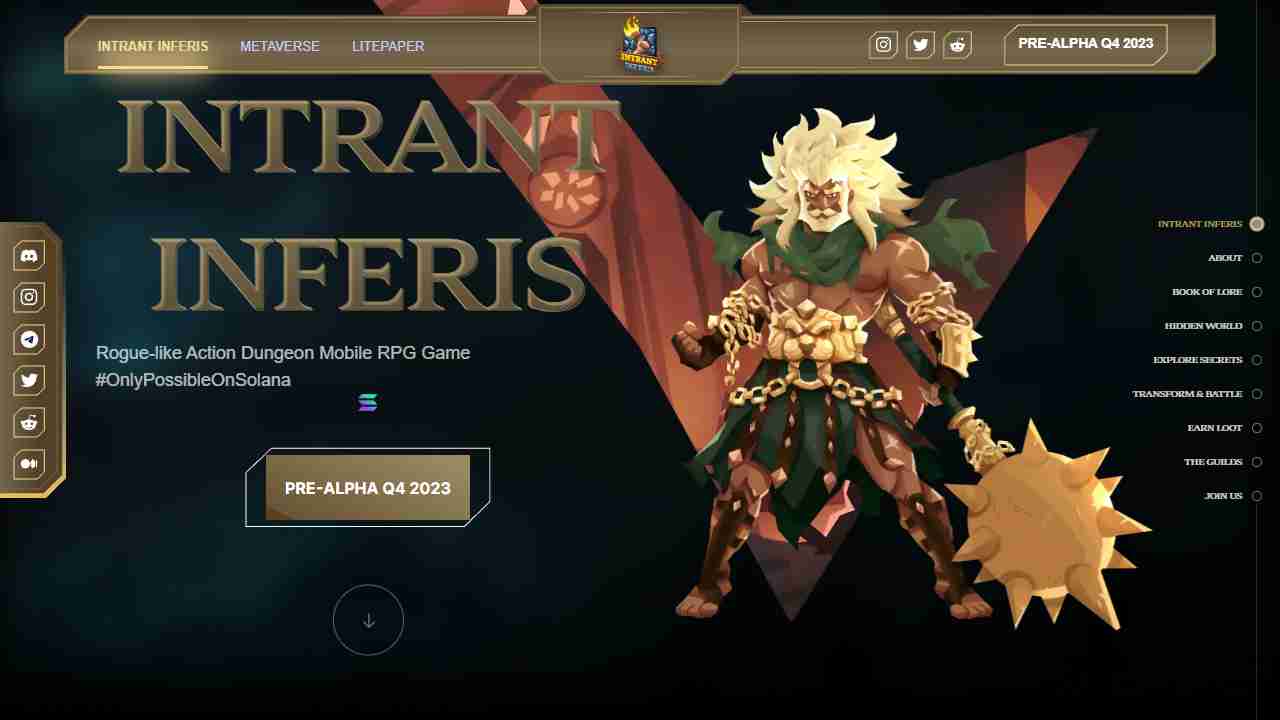 INTRANT INFERIS
METAVERSE
LITEPAPER
INTRANT
INFERIS
PRE-ALPHA Q4 2023
INTRANT
INFERIS
Rogue-like Action Dungeon Mobile RPG Game
#OnlyPossibleOnSolana
PRE-ALPHA Q4 2023
INTRANT INFERIS
ABOUT
BOOK OF LORE
HIDDEN WORLD
EXPLORE SECRETS
TRANSFORM & BATTLE
EARN LOOT
THE GUILDS
JOIN US